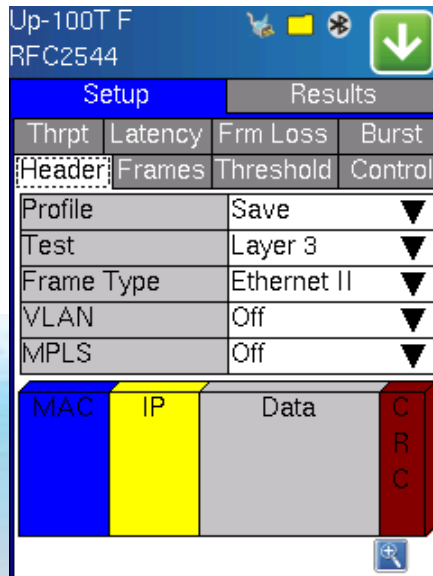 Up-100T F
RFC2544
Setup Results
Thrpt Latency Frm Loss Burst
Header Frames Threshold Control
Profile Save
Test Layer 3
Frame Type Ethernet II
VLAN Off
MPLS Off
MAC IP Data CRC